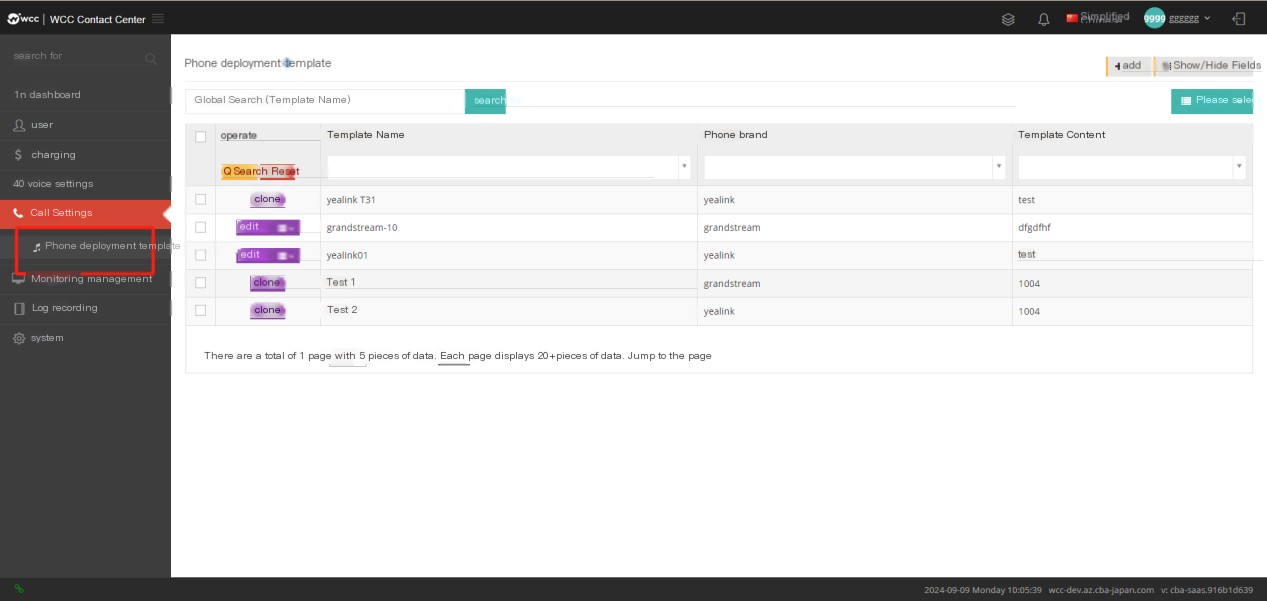 wcc | WCC Contact Center
Simplified
gggg gggggg
search for
1n dashboard
user
charging
40 voice settings
Call Settings
Phone deployment template
Monitoring management
Log recording
system
Phone deployment template
add
Show/Hide Fields
Global Search (Template Name)
search
Please selec
operate Template Name Phone brand Template Content
Q Search Reset
clone yealink T31 yealink test
edit grandstream-10 grandstream dfgdfhf
edit yealink01 yealink test
clone Test 1 grandstream 1004
clone Test 2 yealink 1004
There are a total of 1 page with 5 pieces of data. Each page displays 20+pieces of data. Jump to the page
2024-09-09 Monday 10:05:39 wcc-dev.az.cba-japan.com v: cba-saas.916b1d639